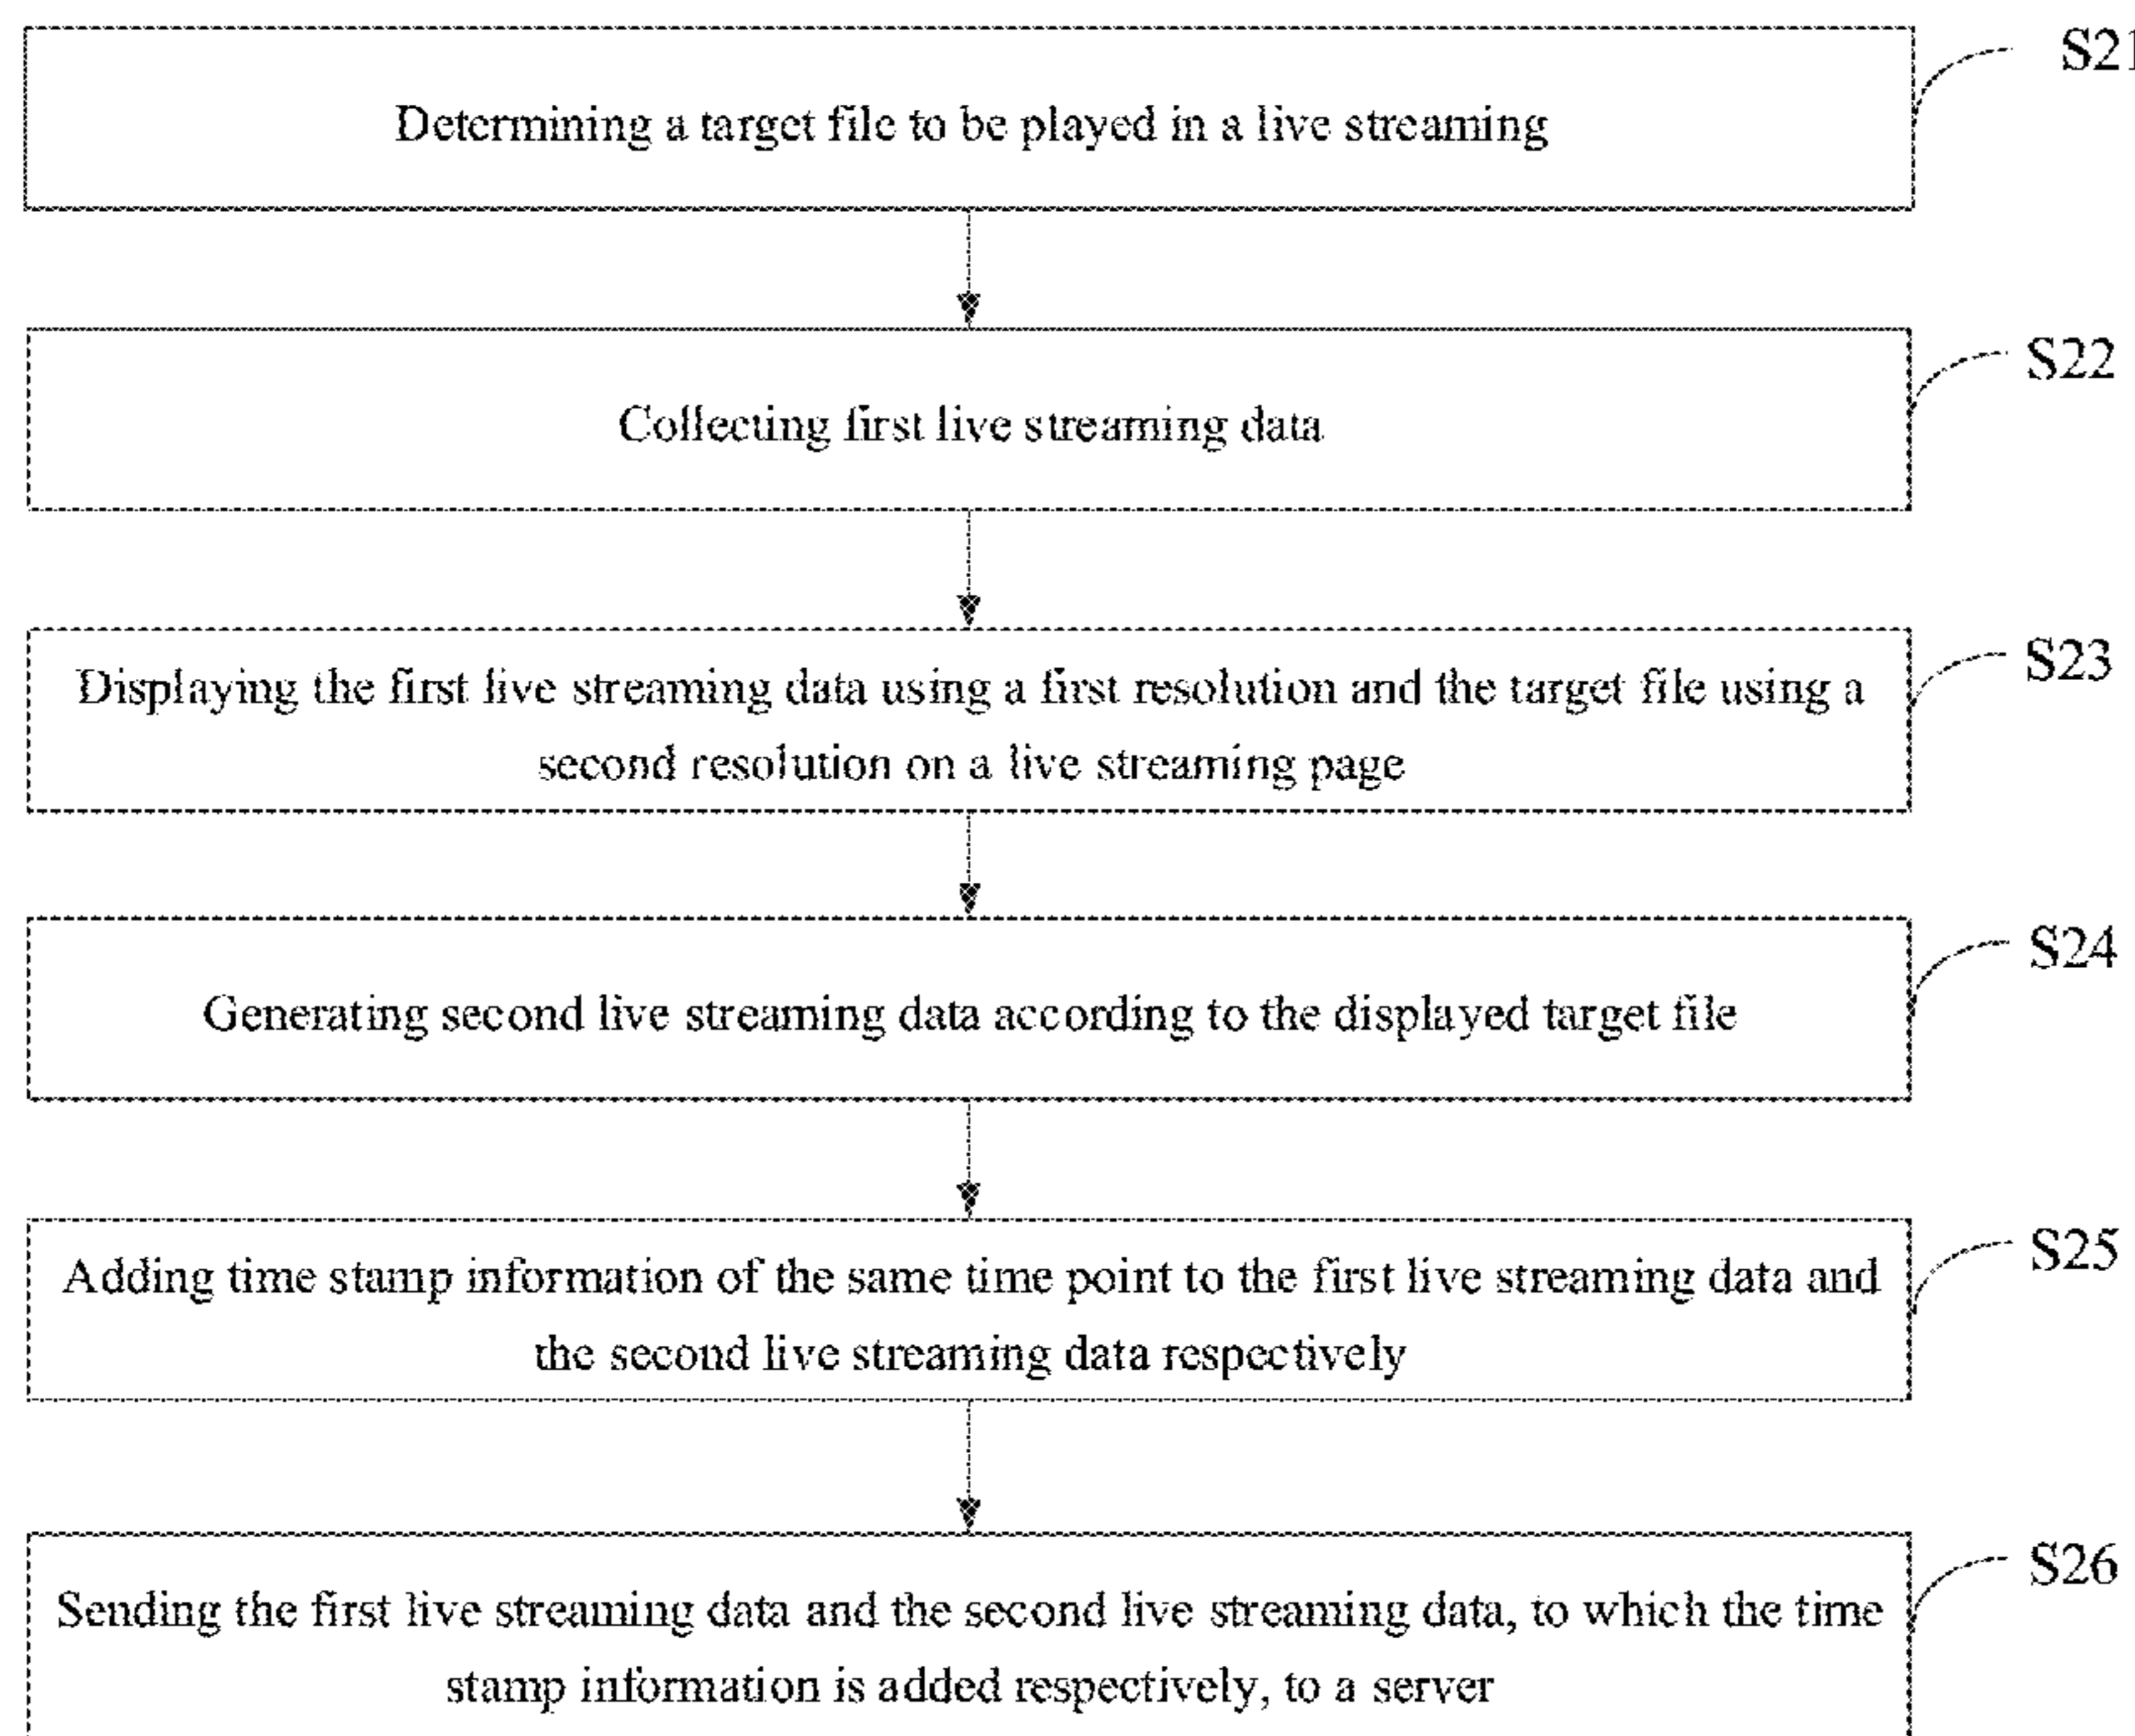 S21
Determining a target file to be played in a live streaming
S22
Collecting first live streaming data
S23
Displaying the first live streaming data using a first resolution and the target file using a
second resolution on a live streaming page
S24
Generating second live streaming data according to the displayed target file
S25
Adding time stamp information of the same time point to the first live streaming data and
the second live streaming data respectively
S26
Sending the first live streaming data and the second live streaming data, to which the time
stamp information is added respectively, to a server